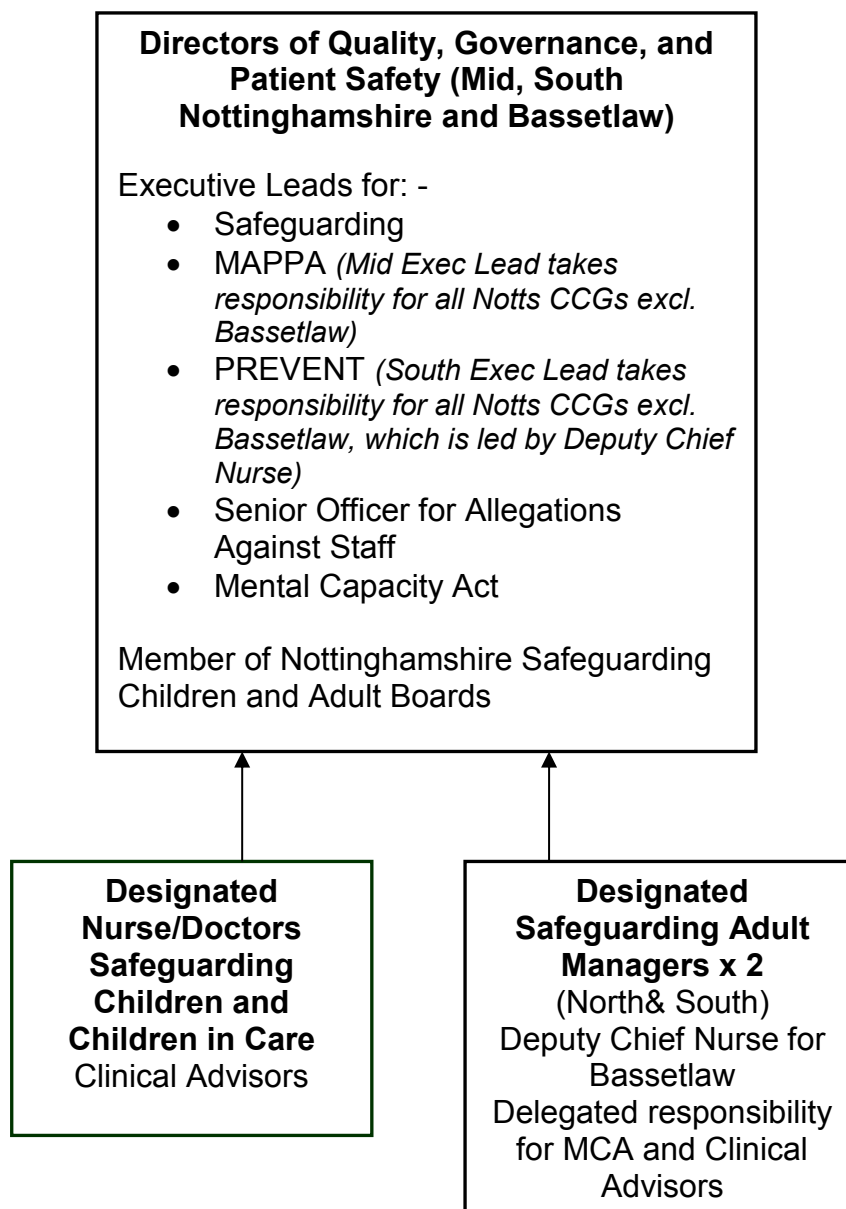 Directors of Quality, Governance, and
Patient Safety (Mid, South
Nottinghamshire and Bassetlaw)
Executive Leads for: -
• Safeguarding
• MAPPA (Mid Exec Lead takes
responsibility for all Notts CCGs excl.
Bassetlaw)
• PREVENT (South Exec Lead takes
responsibility for all Notts CCGs excl.
Bassetlaw, which is led by Deputy Chief
Nurse)
• Senior Officer for Allegations
Against Staff
• Mental Capacity Act
Member of Nottinghamshire Safeguarding
Children and Adult Boards
Designated
Nurse/Doctors
Safeguarding
Children and
Children in Care
Clinical Advisors
Designated
Safeguarding Adult
Managers x 2
(North& South)
Deputy Chief Nurse for
Bassetlaw
Delegated responsibility
for MCA and Clinical
Advisors